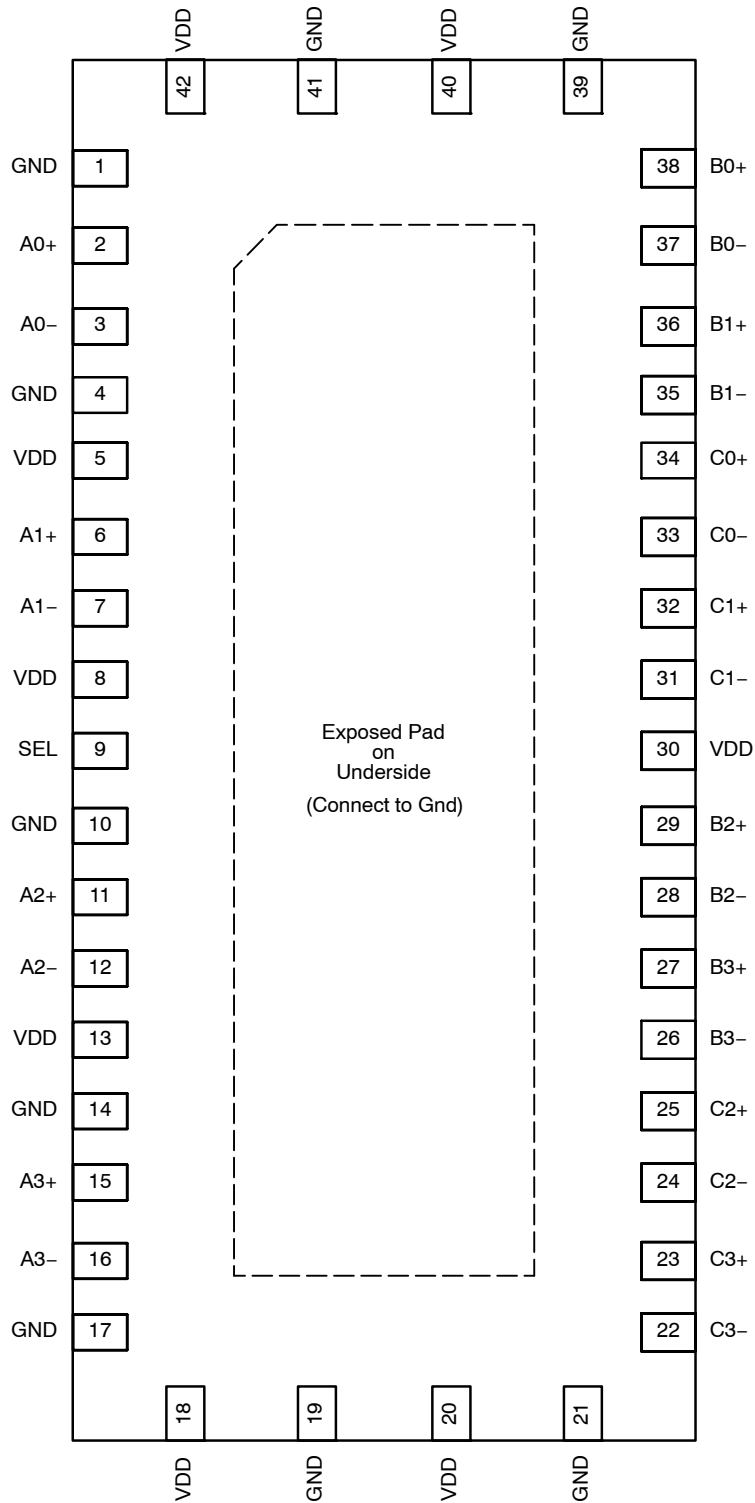 VDD GND VDD GND
42 41 40 39
GND 1 38 B0+
A0+ 2 37 B0−
A0− 3 36 B1+
GND 4 35 B1−
VDD 5 34 C0+
A1+ 6 33 C0−
A1− 7 32 C1+
VDD 8 31 C1−
SEL 9 30 VDD
GND 10 29 B2+
A2+ 11 28 B2−
A2− 12 27 B3+
VDD 13 26 B3−
GND 14 25 C2+
A3+ 15 24 C2−
A3− 16 23 C3+
GND 17 22 C3−
Exposed Pad
on
Underside
(Connect to Gnd)
18 19 20 21
VDD GND VDD GND